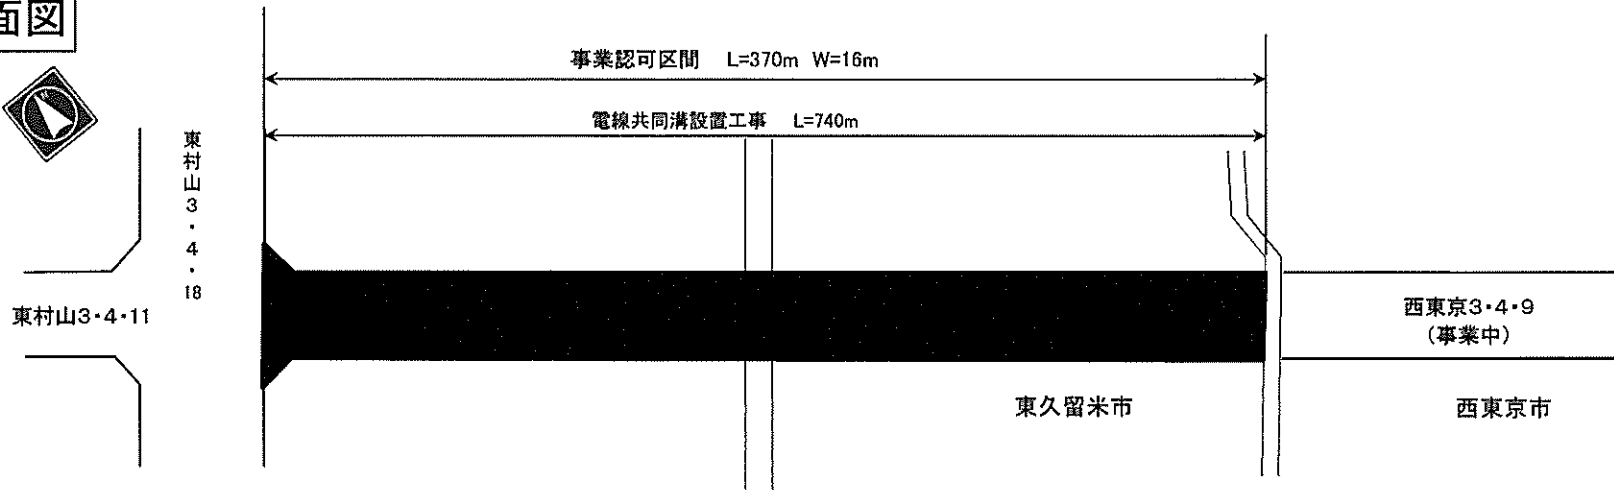 面図
事業認可区間 L=370m W=16m
電線共同溝設置工事 L=740m
東村山3・4・18
東村山3・4・11
西東京3・4・9
(事業中)
東久留米市
西東京市